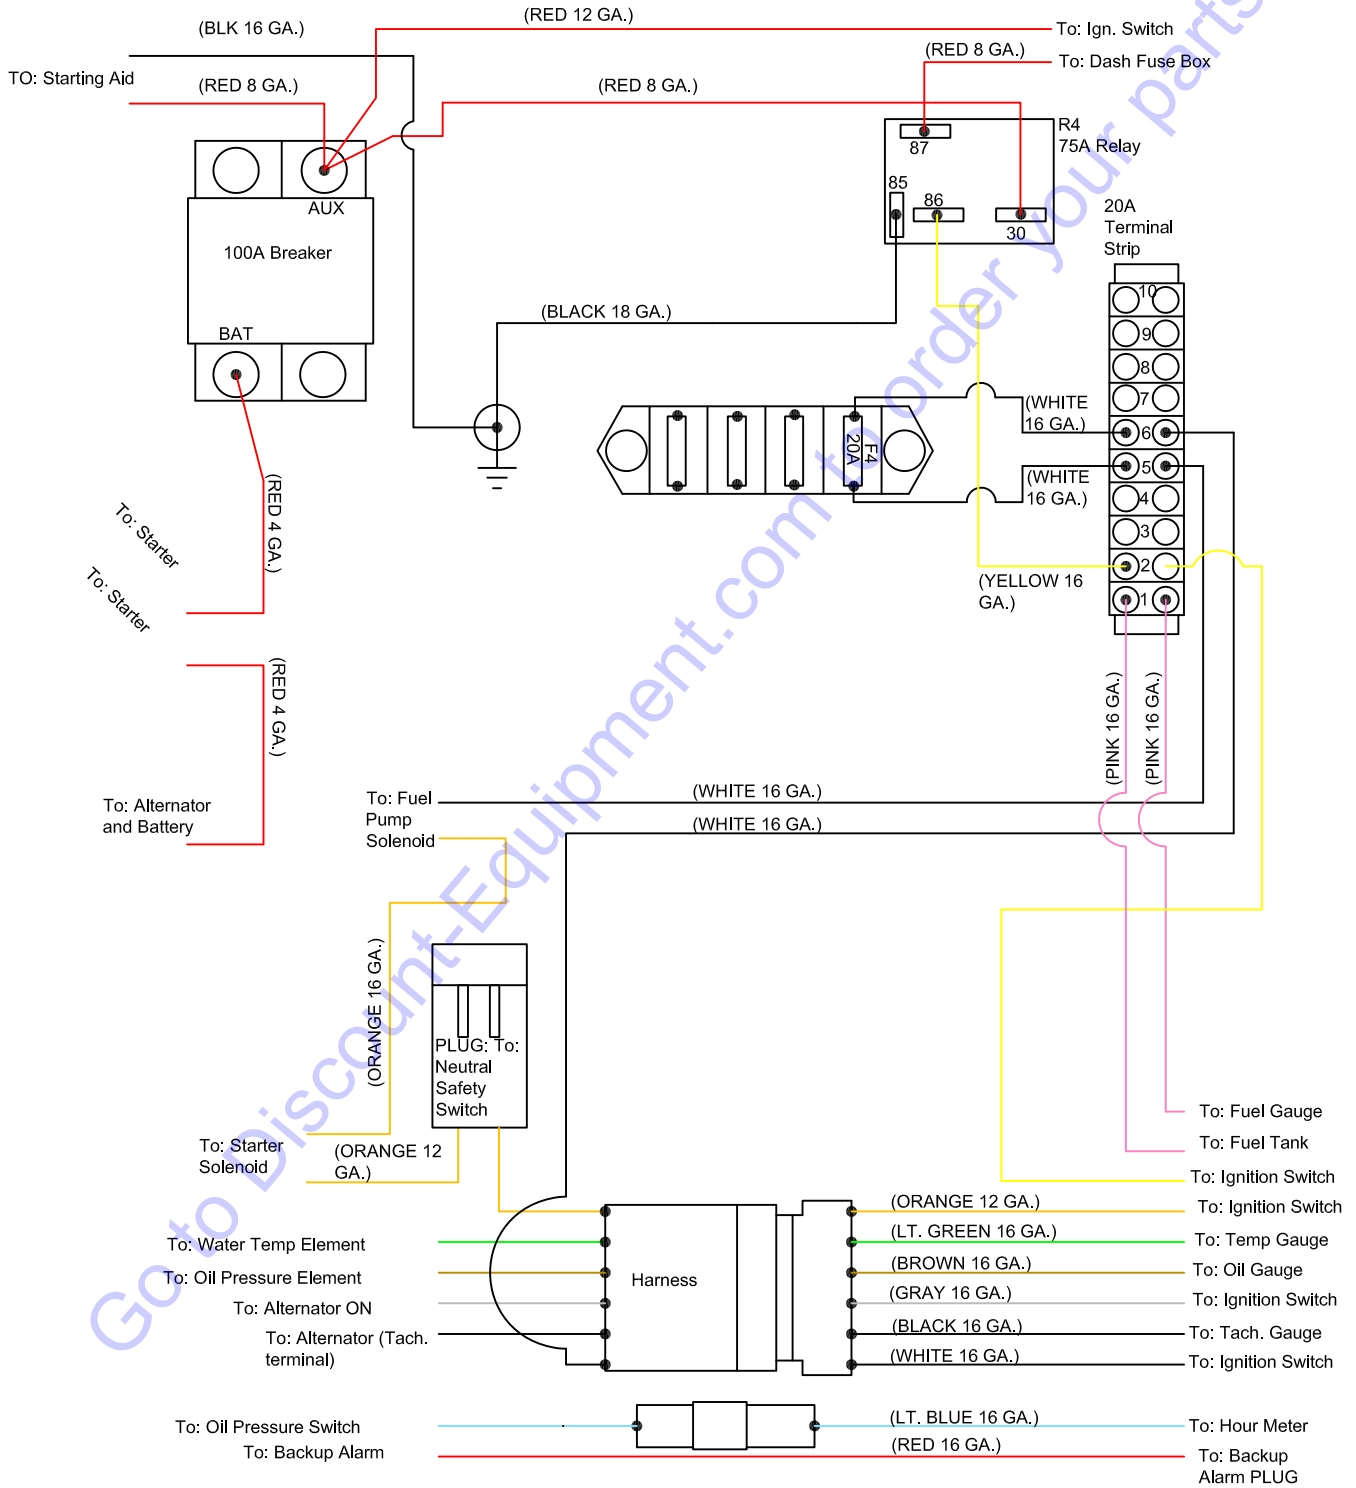 (RED 12 GA.)
(BLK 16 GA.)
To: Ign. Switch
(RED 8 GA.)
To: Dash Fuse Box
TO: Starting Aid
(RED 8 GA.)
(RED 8 GA.)
R4
75A Relay
87
85
86
30
AUX
100A Breaker
BAT
20A
Terminal
Strip
10
9
8
7
6
5
4
3
2
1
(BLACK 18 GA.)
(WHITE
16 GA.)
F4
20A
(WHITE
16 GA.)
(RED 4 GA.)
To: Starter
To: Starter
(YELLOW 16
GA.)
(RED 4 GA.)
(PINK 16 GA.)
(PINK 16 GA.)
To: Alternator
and Battery
To: Fuel
Pump
Solenoid
(WHITE 16 GA.)
(WHITE 16 GA.)
(ORANGE 16 GA.)
PLUG: To:
Neutral
Safety
Switch
To: Starter
Solenoid
(ORANGE 12
GA.)
To: Fuel Gauge
To: Fuel Tank
To: Ignition Switch
(ORANGE 12 GA.)
To: Ignition Switch
To: Water Temp Element
(LT. GREEN 16 GA.)
To: Temp Gauge
To: Oil Pressure Element
Harness
(BROWN 16 GA.)
To: Oil Gauge
To: Alternator ON
(GRAY 16 GA.)
To: Ignition Switch
To: Alternator (Tach.
terminal)
(BLACK 16 GA.)
To: Tach. Gauge
(WHITE 16 GA.)
To: Ignition Switch
To: Oil Pressure Switch
(LT. BLUE 16 GA.)
To: Hour Meter
To: Backup Alarm
(RED 16 GA.)
To: Backup
Alarm PLUG
Go to Discount-Equipment.com to order your parts